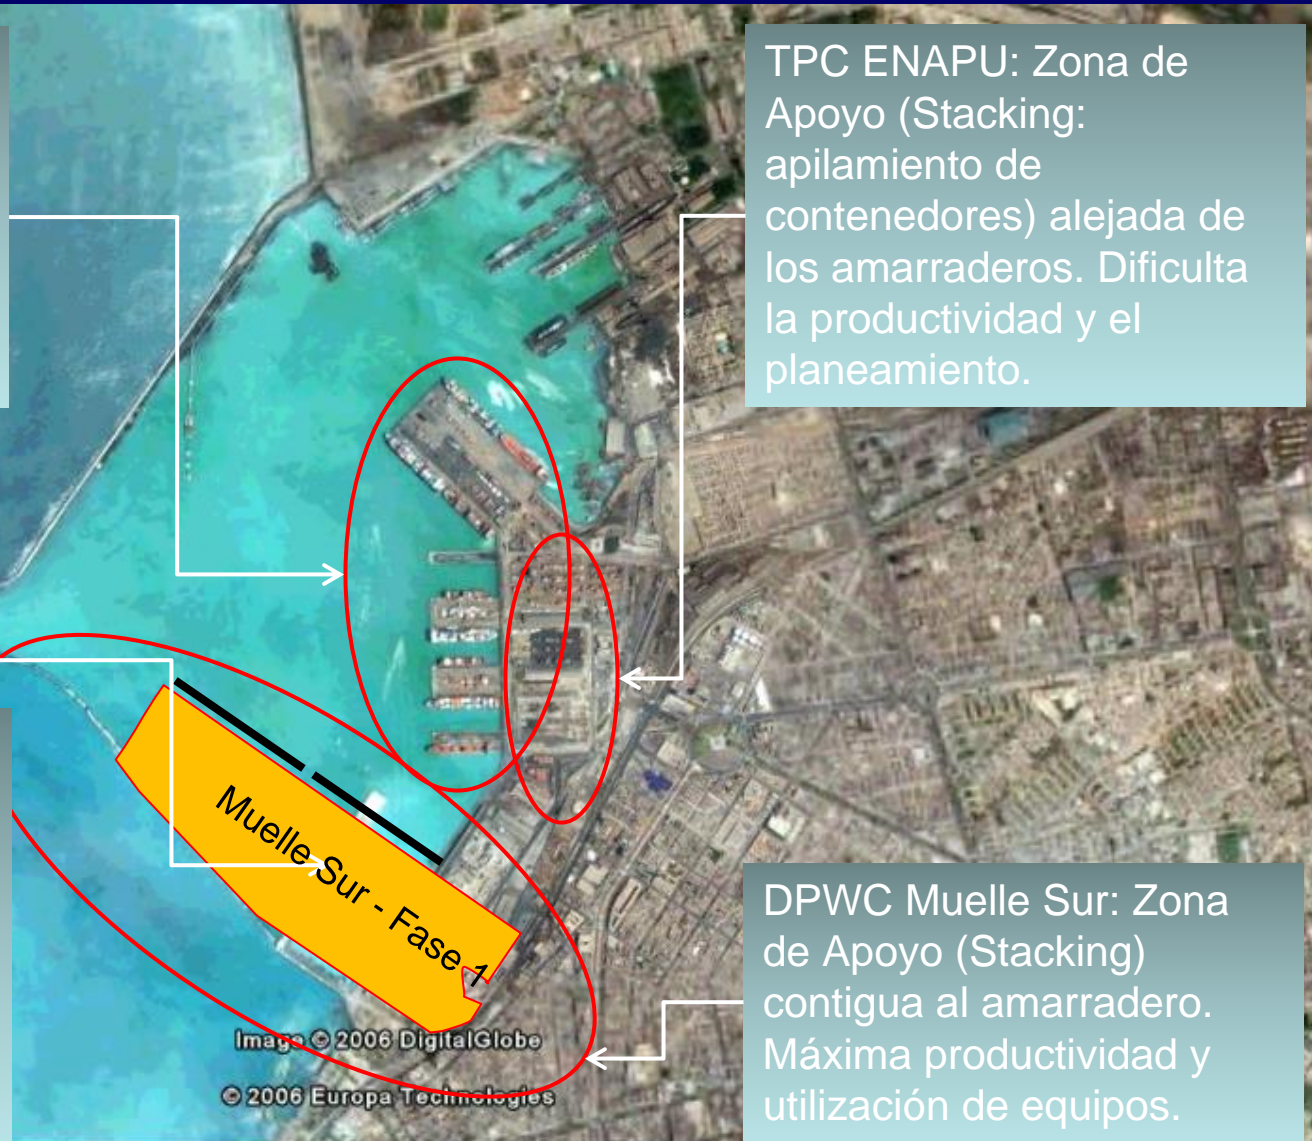 TPC ENAPU: Zona de
Apoyo (Stacking:
apilamiento de
contenedores) alejada de
los amarraderos. Dificulta
la productividad y el
planeamiento.
Muelle Sur - Fase 1
DPWC Muelle Sur: Zona
de Apoyo (Stacking)
contigua al amarradero.
Máxima productividad y
utilización de equipos.
Image © 2006 DigitalGlobe
© 2006 Europa Technologies